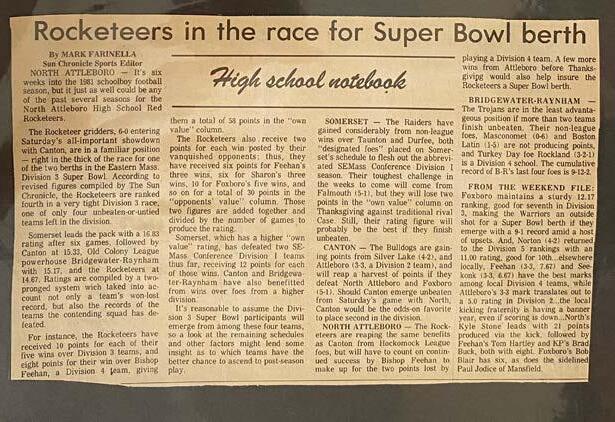 Rocketeers in the race for Super Bowl berth
By MARK FARINELLA
Sun Chronicle Sports Editor
NORTH ATTLEBORO — It's six
weeks into the 1981 schoolboy football
season, but it just as well could be any
of the past several seasons for the
North Attleboro High School Red
Rocketeers.
The Rocketeer gridders, 6-0 entering
Saturday's all-important showdown
with Canton, are in a familiar position
- right in the thick of the race for one
of the two berths in the Eastern Mass.
Division 3 Super Bowl. According to
revised figures compiled by The Sun
Chronicle, the Rocketeers are ranked
fourth in a very tight Division 3 race,
one of only four unbeaten-or-untied
teams left in the division.
Somerset leads the pack with a 16.83
rating after six games, followed by
Canton at 15.33, Old Colony League
powerhouse Bridgewater-Raynham
with 15.17, and the Rocketeers at
14.67. Ratings are compiled by a two-
pronged system wich taked into ac-
count not only a team's won-lost
record, but also the records of the
teams the contending squad has de-
feated.
For instance, the Rocketeers have
received 10 points for each of their
five wins over Division 3 teams, and
eight points for their win over Bishop
Feehan, a Division 4 team, giving
High school notebook
them a total of 58 points in the "own
value" column.
The Rocketeers also receive two
points for each win posted by their
vanquished opponents: thus, they
have received six points for Feehan's
three wins, six for Sharon's three
wins, 10 for Foxboro's five wins, and
so on for a total of 30 points in the
"opponents' value" column. Those
two figures are added together and
divided by the number of games to
produce the rating.
Somerset, which has a higher "own
value" rating, has defeated two SE-
Mass Conference Division 1 teams
thus far, receiving 12 points for each
of those wins. Canton and Bridgewa-
ter-Raynham have also benefitted
from wins over teams from a higher
division.
It's reasonable to assume the Divi-
sion 3 Super Bowl participants will
emerge from among these four teams,
so a look at the remaining schedules
and other factors might lend some
insight as to which teams have the
better chance to ascend to post-season
play.
SOMERSET — The Raiders have
gained considerably from non-league
wins over Taunton and Durfee, both
"designated foes" placed on Somer-
set's schedule to flesh out the abbrevi-
ated SEMass Conference Division 1
season. Their toughest challenge in
the weeks to come will come from
Falmouth (5-1), but they will lose two
points in the "own value" column on
Thanksgiving against traditional rival
Case. Still, their rating figure will
probably be the best if they finish
unbeaten.
CANTON — The Bulldogs are gain-
ing points from Silver Lake (4-2), and
Attleboro (3-3, a Division 2 team), and
will reap a harvest of points if they
defeat North Attleboro and Foxboro
(5-1). Should Canton emerge unbeaten
from Saturday's game with North,
Canton would be the odds-on favorite
to place second in the division.
NORTH ATTLEBORO — The Rock-
eteers are reaping the same benefits
as Canton from Hockomock League
foes, but will have to count on contin-
ued success by Bishop Feehan to
make up for the two points lost by
playing a Division 4 team. A few more
wins from Attleboro before Thanks-
givipg would also help insure the
Rocketeers a Super Bowl berth.
BRIDGEWATER-RAYNHAM —
The Trojans are in the least advanta-
geous position if more than two teams
finish unbeaten. Their non-league
foes, Masconomet (0-6) and Boston
Latin (1-5) are not producing points,
and Turkey Day foe Rockland (3-2-1)
is also a Division 4 school. The cumulative
record of B-R's last four foes is 9-12-2.
FROM THE WEEKEND FILE:
Foxboro maintains a sturdy 12.17
ranking, good for seventh in Division
3, making the Warriors an outside
shot for a Super Bowl berth if they
emerge with a 9-1 record amid a host
of upsets. And, Norton (4-2) returned
to the Division 5 rankings with an
11.00 rating, good for 10th...elsewhere
locally, Feehan (3-3, 7.67) and See-
konk (3-3, 6.67) have the best marks
among local Division 4 teams, while
Attleboro's 3-3 mark translates out to
a 5.0 rating in Division 2...the local
kicking fraternity is having a banner
year, even if scoring is down...North's
Kyle Stone leads with 21 points
produced via the kick, followed by
Feehan's Tom Hartley and KP's Brad
Buck, both with eight. Foxboro's Bob
Blair has six, as does the sidelined
Paul Jodice of Mansfield.